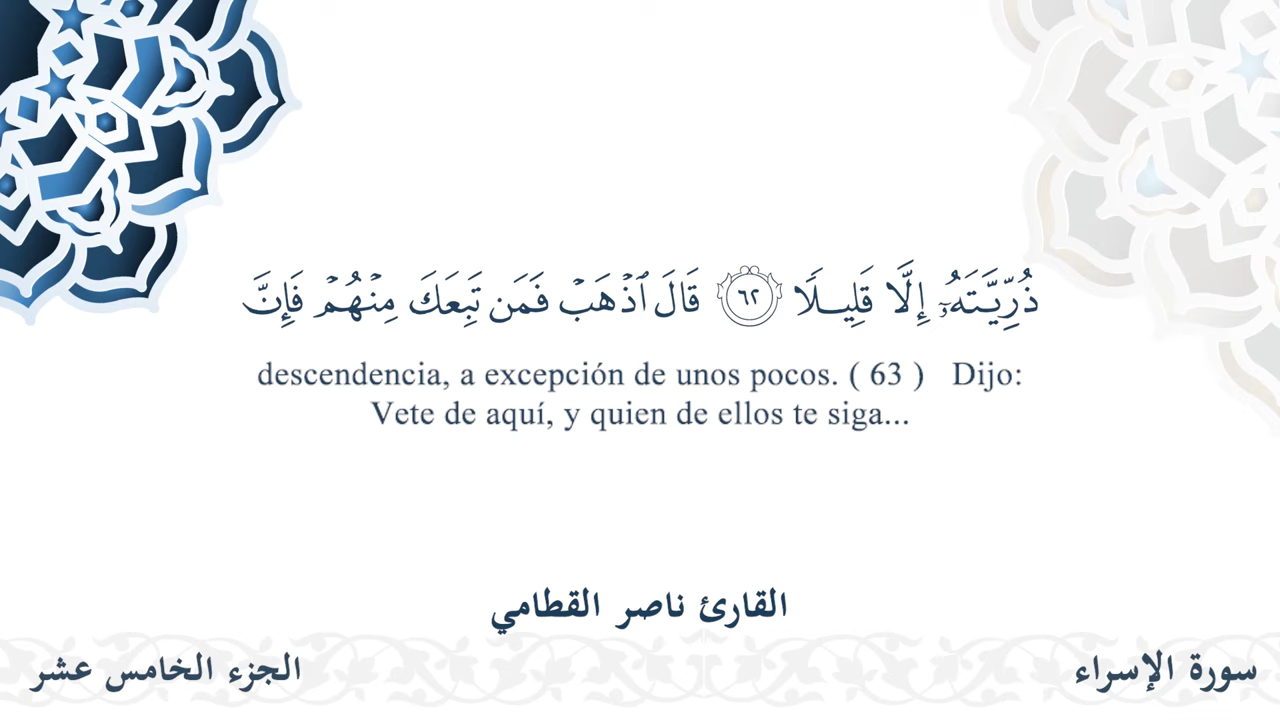 ذُرِّيَّتَهُۥٓ إِلَّا قَلِيلًا ٦٢ قَالَ ٱذْهَبْ فَمَن تَبِعَكَ مِنْهُمْ فَإِنَّ
descendencia, a excepción de unos pocos. ( 63 ) Dijo:
Vete de aquí, y quien de ellos te siga...
القارئ ناصر القطامي
سورة الإسراء
الجزء الخامس عشر